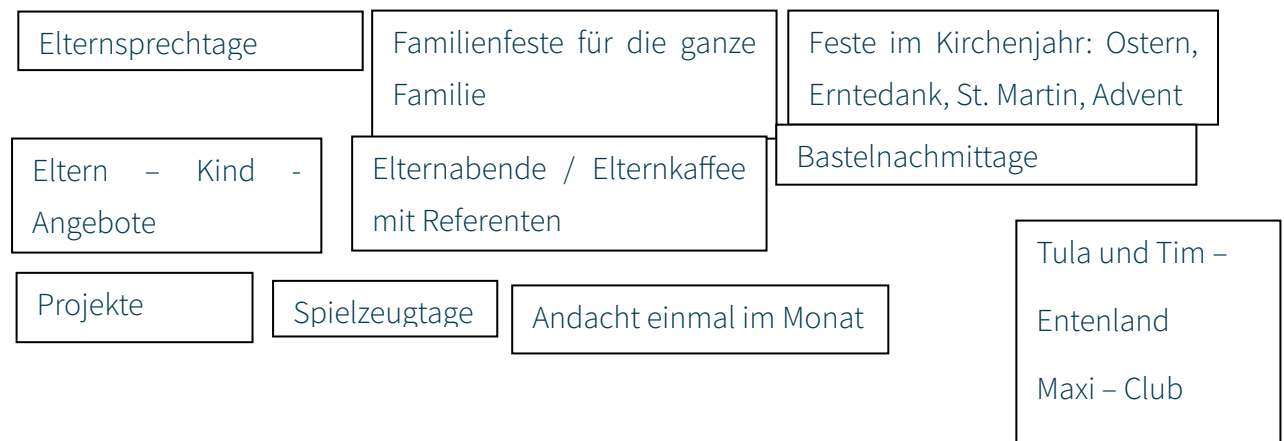 Elternsprechtage
Familienfeste für die ganze
Familie
Feste im Kirchenjahr: Ostern,
Erntedank, St. Martin, Advent
Eltern – Kind -
Angebote
Elternabende / Elternkaffee
mit Referenten
Bastelnachmittage
Projekte
Spielzeugtage
Andacht einmal im Monat
Tula und Tim –
Entenland
Maxi – Club